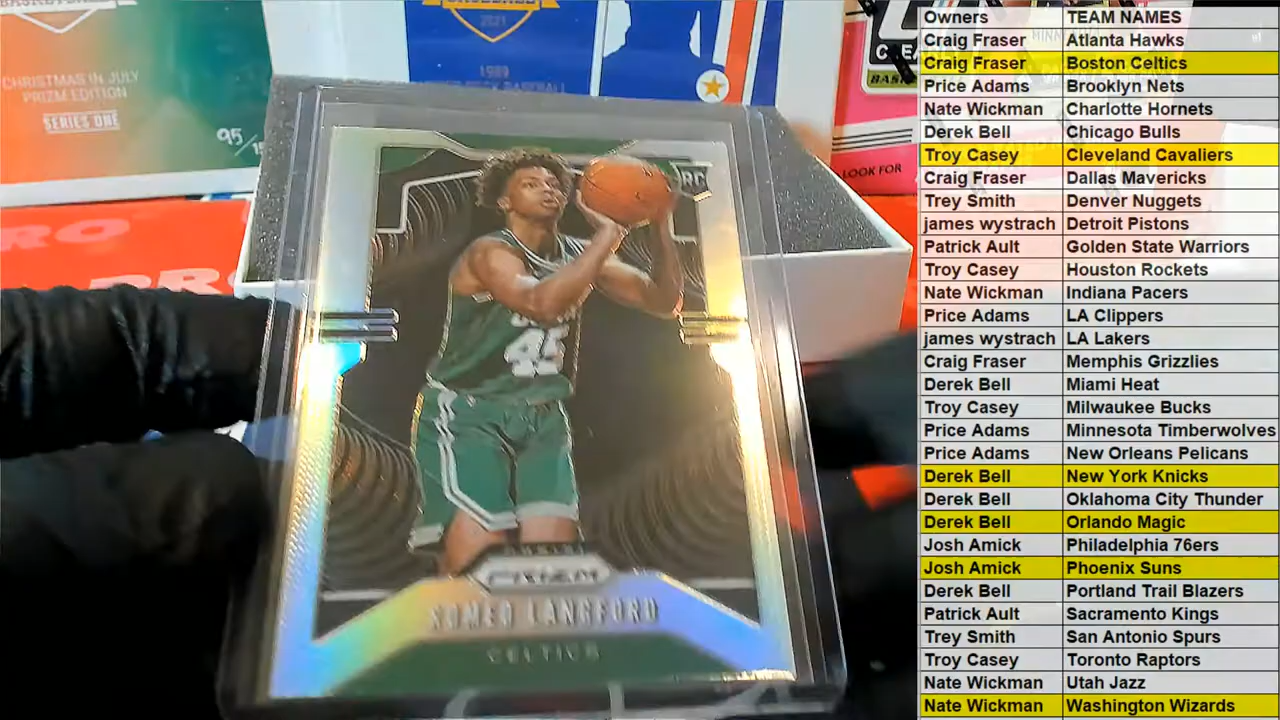 BASKETBALL
CHRISTMAS IN JULY
PRIZM EDITION
SERIES ONE
95/
BASEBALL
2021
1989
LOOK FOR
RO
PRO
RC
45
PANINI
PRIZM
ROMEO LANGFORD
CELTICS
Owners TEAM NAMES
Craig Fraser Atlanta Hawks
Craig Fraser Boston Celtics
Price Adams Brooklyn Nets
Nate Wickman Charlotte Hornets
Derek Bell Chicago Bulls
Troy Casey Cleveland Cavaliers
Craig Fraser Dallas Mavericks
Trey Smith Denver Nuggets
james wystrach Detroit Pistons
Patrick Ault Golden State Warriors
Troy Casey Houston Rockets
Nate Wickman Indiana Pacers
Price Adams LA Clippers
james wystrach LA Lakers
Craig Fraser Memphis Grizzlies
Derek Bell Miami Heat
Troy Casey Milwaukee Bucks
Price Adams Minnesota Timberwolves
Price Adams New Orleans Pelicans
Derek Bell New York Knicks
Derek Bell Oklahoma City Thunder
Derek Bell Orlando Magic
Josh Amick Philadelphia 76ers
Josh Amick Phoenix Suns
Derek Bell Portland Trail Blazers
Patrick Ault Sacramento Kings
Trey Smith San Antonio Spurs
Troy Casey Toronto Raptors
Nate Wickman Utah Jazz
Nate Wickman Washington Wizards